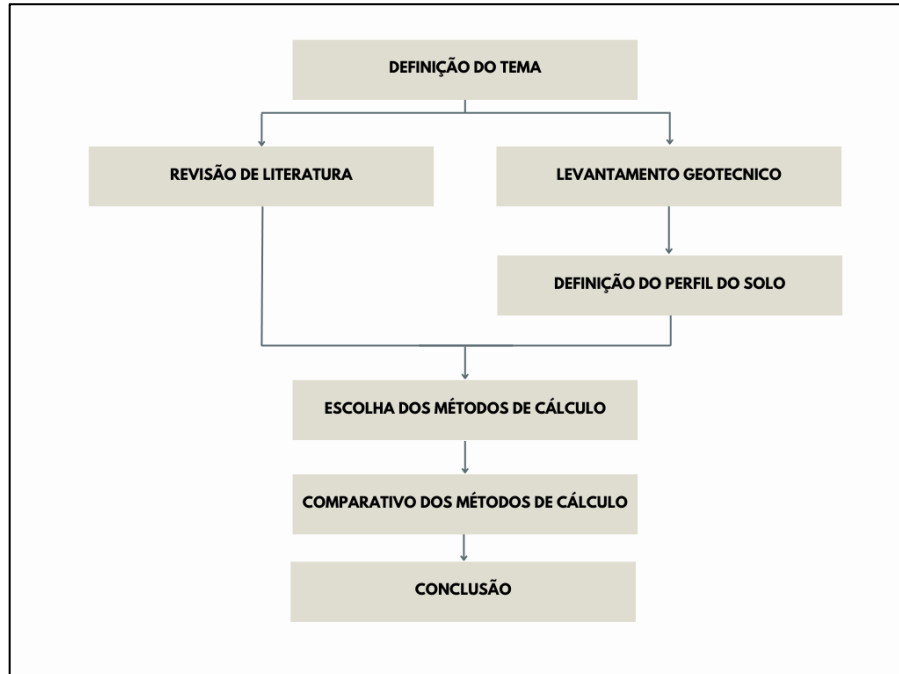 DEFINIÇÃO DO TEMA
REVISÃO DE LITERATURA
LEVANTAMENTO GEOTECNICO
DEFINIÇÃO DO PERFIL DO SOLO
ESCOLHA DOS MÉTODOS DE CÁLCULO
COMPARATIVO DOS MÉTODOS DE CÁLCULO
CONCLUSÃO